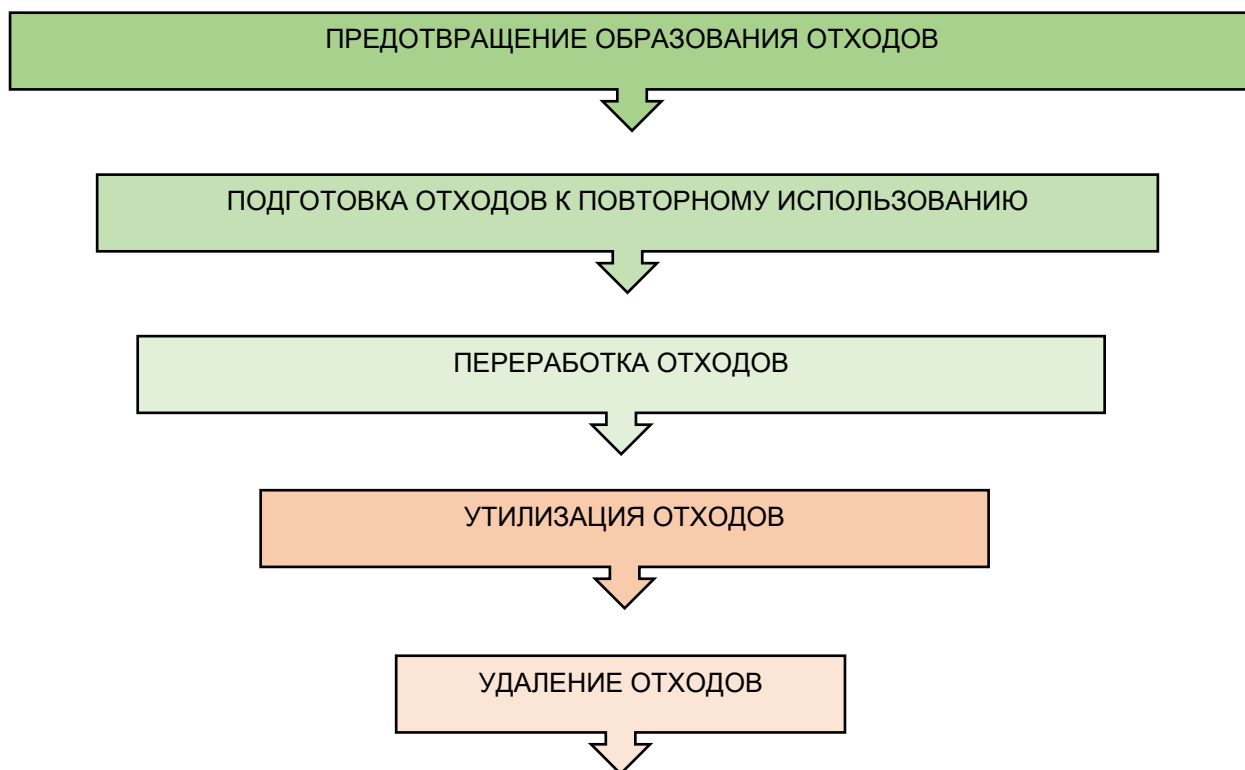 ПРЕДОТВРАЩЕНИЕ ОБРАЗОВАНИЯ ОТХОДОВ
ПОДГОТОВКА ОТХОДОВ К ПОВТОРНОМУ ИСПОЛЬЗОВАНИЮ
ПЕРЕРАБОТКА ОТХОДОВ
УТИЛИЗАЦИЯ ОТХОДОВ
УДАЛЕНИЕ ОТХОДОВ